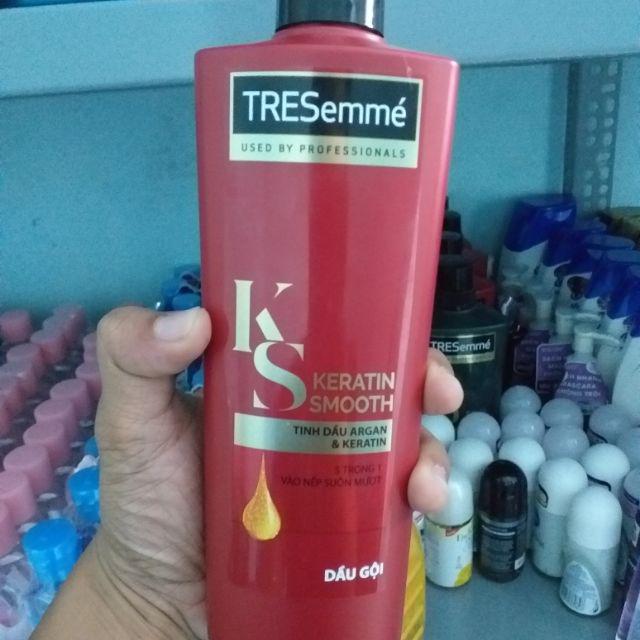 TRESemmé
USED BY PROFESSIONALS
KS
KERATIN
SMOOTH
TINH DẦU ARGAN
& KERATIN
5 TRONG 1
VÀO NẾP SUÔN MƯỢT
DẦU GỘI
TRESemmé